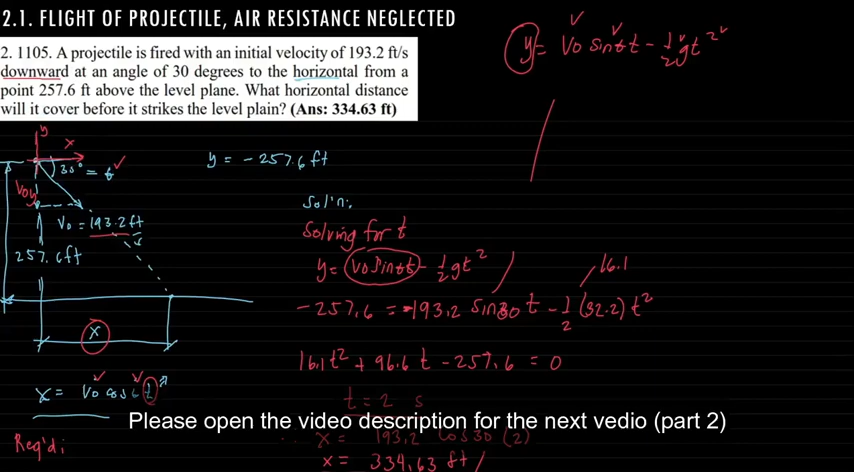 2.1. FLIGHT OF PROJECTILE, AIR RESISTANCE NEGLECTED
y = Vo sinθ t - 1/2 g t²
2. 1105. A projectile is fired with an initial velocity of 193.2 ft/s
downward at an angle of 30 degrees to the horizontal from a
point 257.6 ft above the level plane. What horizontal distance
will it cover before it strikes the level plain? (Ans: 334.63 ft)
y
x
30° = θ
Voy
Vo = 193.2 ft
257.6 ft
x
x = Vo cosθ t
Req'd:
y = -257.6 ft
Sol'n:
Solving for t
y = Vo sinθ t - 1/2 g t²
16.1
-257.6 = -193.2 sin30 t - 1/2 (32.2) t²
16.1 t² + 96.6 t - 257.6 = 0
t = 2 s
Please open the video description for the next vedio (part 2)
∴ x = 193.2 cos30 (2)
x = 334.63 ft